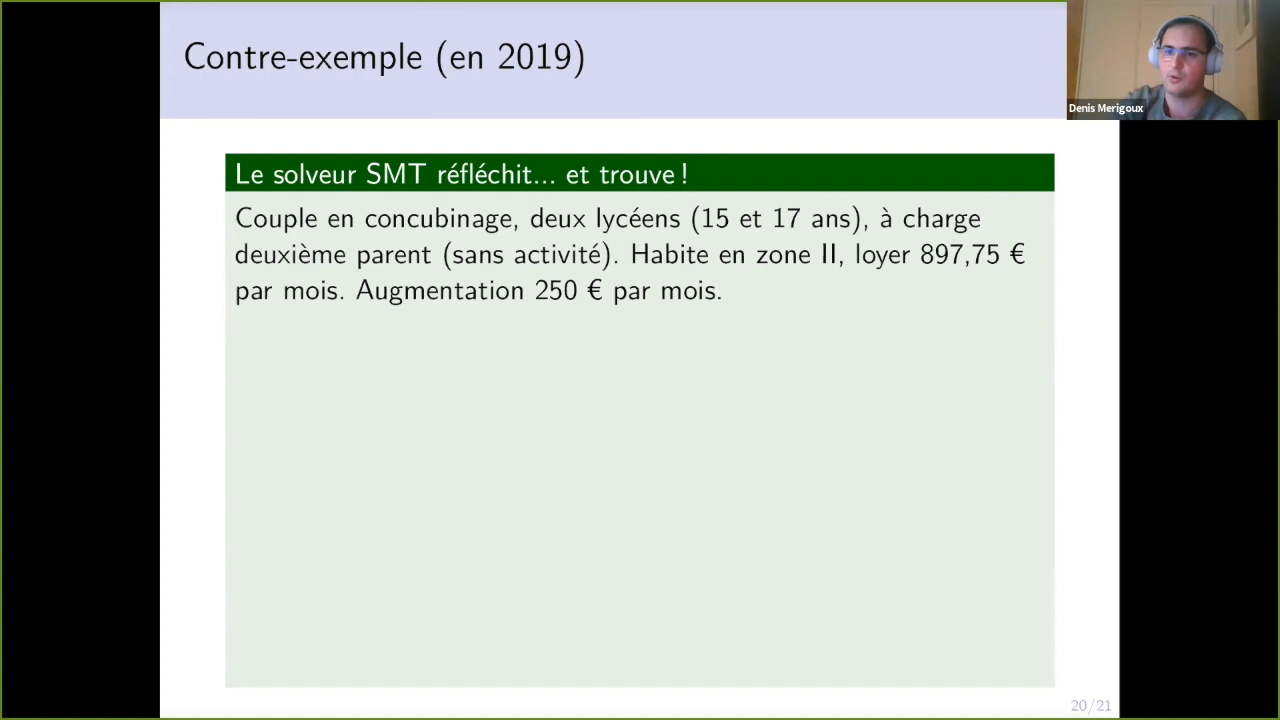 Contre-exemple (en 2019)
Denis Merigoux
Le solveur SMT réfléchit... et trouve !
Couple en concubinage, deux lycéens (15 et 17 ans), à charge
deuxième parent (sans activité). Habite en zone II, loyer 897,75 €
par mois. Augmentation 250 € par mois.
20/21